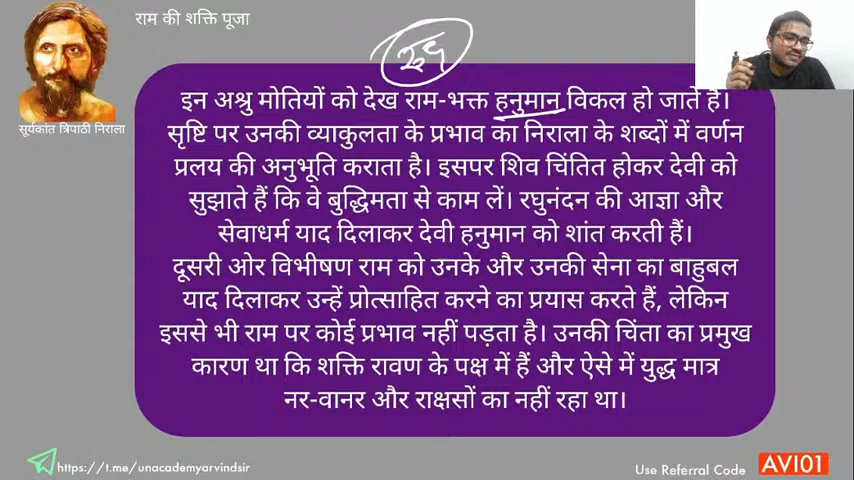 राम की शक्ति पूजा
रुद्र
सूर्यकांत त्रिपाठी निराला
इन अश्रु मोतियों को देख राम-भक्त हनुमान विकल हो जाते हैं।
सृष्टि पर उनकी व्याकुलता के प्रभाव का निराला के शब्दों में वर्णन
प्रलय की अनुभूति कराता है। इसपर शिव चिंतित होकर देवी को
सुझाते हैं कि वे बुद्धिमता से काम लें। रघुनंदन की आज्ञा और
सेवाधर्म याद दिलाकर देवी हनुमान को शांत करती हैं।
दूसरी ओर विभीषण राम को उनके और उनकी सेना का बाहुबल
याद दिलाकर उन्हें प्रोत्साहित करने का प्रयास करते हैं, लेकिन
इससे भी राम पर कोई प्रभाव नहीं पड़ता है। उनकी चिंता का प्रमुख
कारण था कि शक्ति रावण के पक्ष में हैं और ऐसे में युद्ध मात्र
नर-वानर और राक्षसों का नहीं रहा था।
https://t.me/unacademyarvindsir
Use Referral Code AVI01